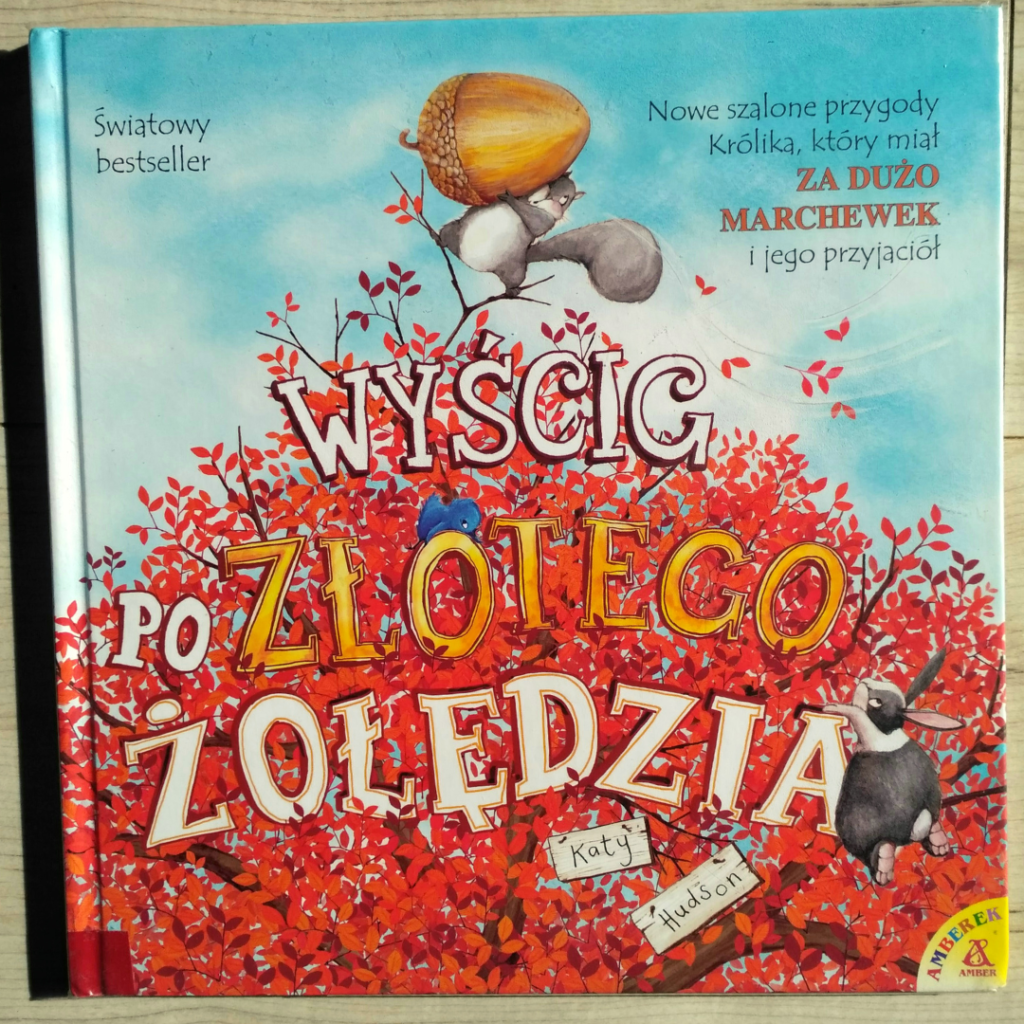 Światowy
bestseller
Nowe szalone przygody
Królika, który miał
ZA DUŻO
MARCHEWEK
i jego przyjaciół
WYŚCIG
PO ZŁOTEGO
ŻOŁĘDZIA
Katy
Hudson
AMBEREK
AMBER